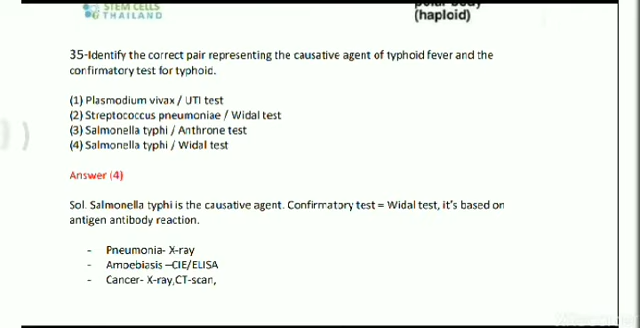 STEM CELLS
THAILAND
polar body
(haploid)
35-Identify the correct pair representing the causative agent of typhoid fever and the
confirmatory test for typhoid.
(1) Plasmodium vivax / UTI test
(2) Streptococcus pneumoniae / Widal test
(3) Salmonella typhi / Anthrone test
(4) Salmonella typhi / Widal test
Answer (4)
Sol. Salmonella typhi is the causative agent. Confirmatory test = Widal test, it's based on
antigen antibody reaction.
- Pneumonia- X-ray
- Amoebiasis –CIE/ELISA
- Cancer- X-ray,CT-scan,